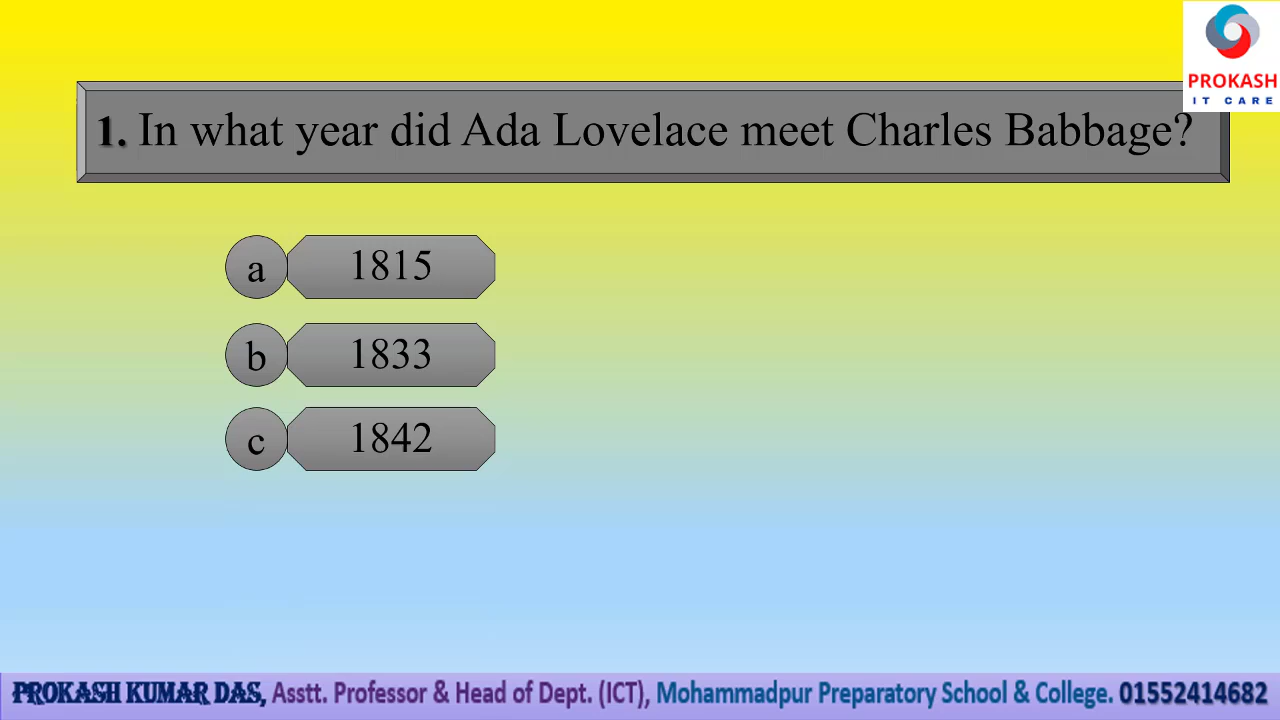 PROKASH
IT CARE
1. In what year did Ada Lovelace meet Charles Babbage?
a 1815
b 1833
c 1842
PROKASH KUMAR DAS, Asstt. Professor & Head of Dept. (ICT), Mohammadpur Preparatory School & College. 01552414682